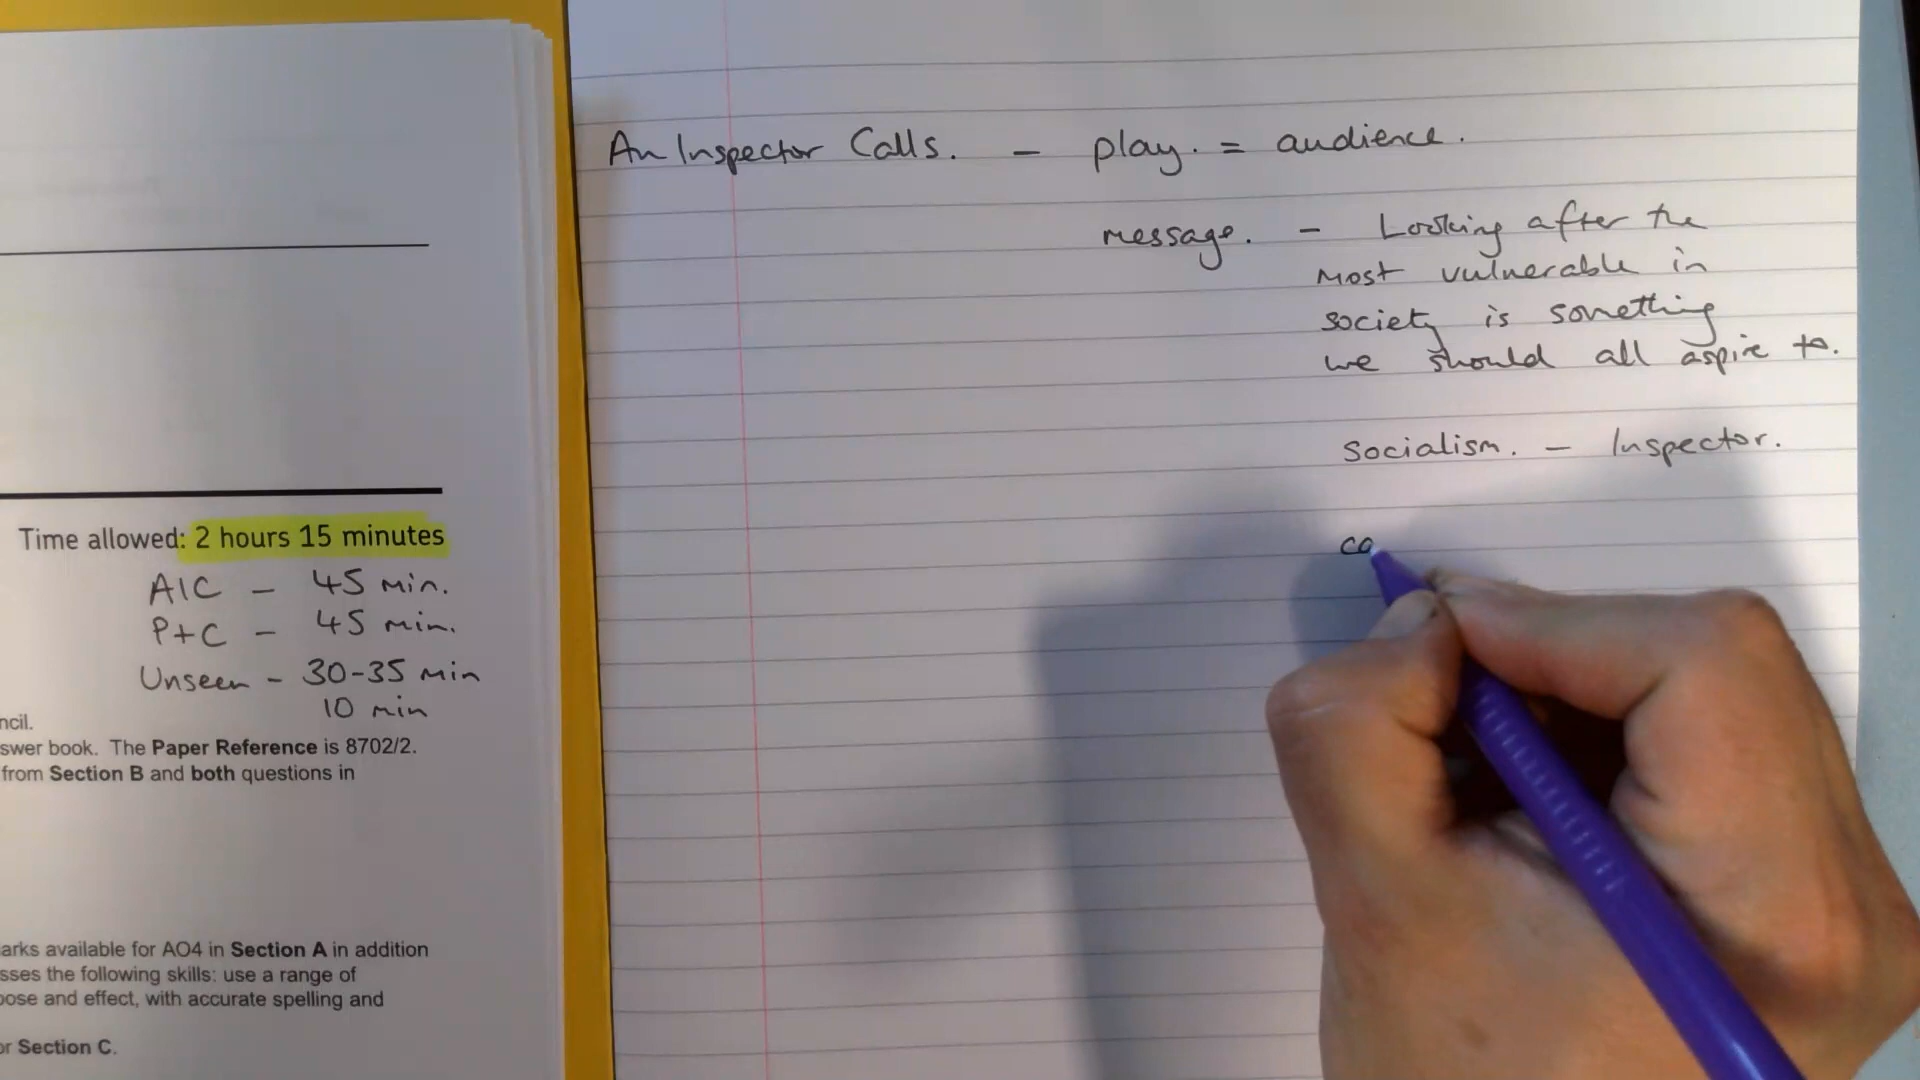 Time allowed: 2 hours 15 minutes
AIC - 45 min.
P+C - 45 min.
Unseen - 30-35 min
10 min
ncil.
swer book. The Paper Reference is 8702/2.
from Section B and both questions in
arks available for AO4 in Section A in addition
sses the following skills: use a range of
pose and effect, with accurate spelling and
or Section C.
An Inspector Calls. - play. = audience.
message. - Looking after the
most vulnerable in
society is something
we should all aspire to.
Socialism. - Inspector.
ca